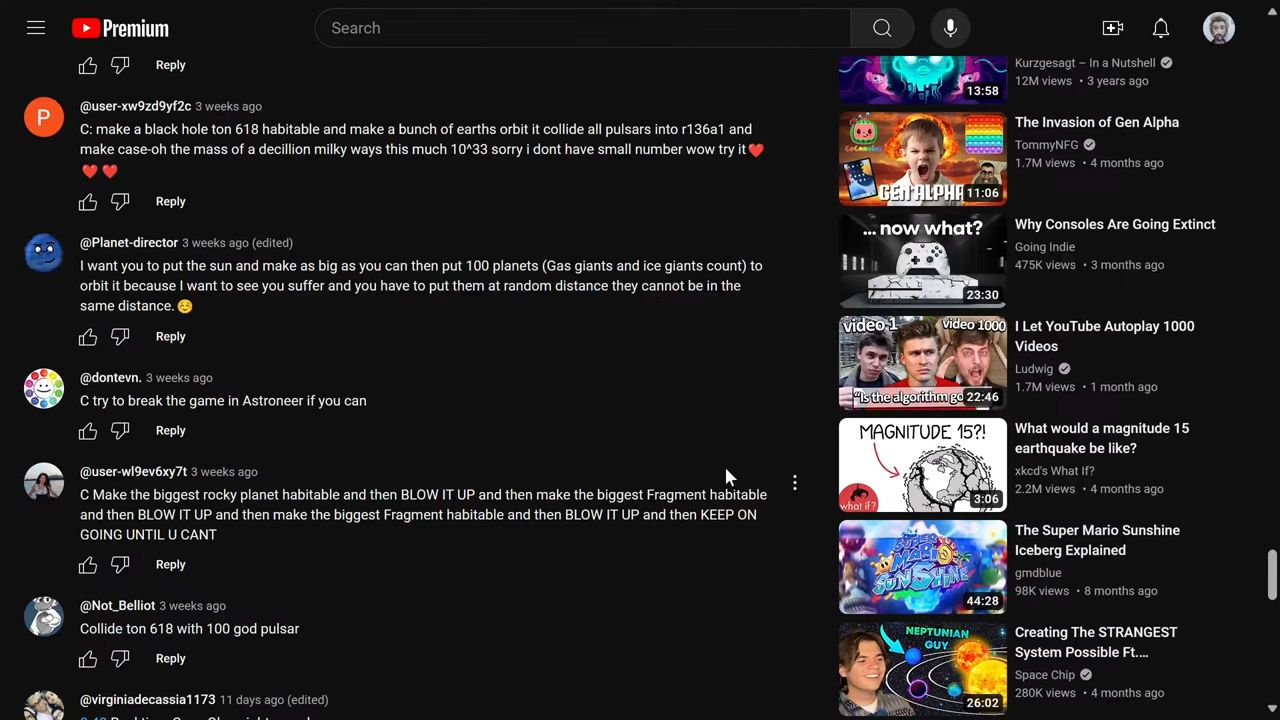 Premium
Search
Reply
@user-xw9zd9yf2c 3 weeks ago
C: make a black hole ton 618 habitable and make a bunch of earths orbit it collide all pulsars into r136a1 and
make case-on the mass of a decillion milky ways this much 10^33 sorry i dont have small number wow try it❤️
❤️ ❤️
Reply
@Planet-director 3 weeks ago (edited)
I want you to put the sun and make as big as you can then put 100 planets (Gas giants and ice giants count) to
orbit it because I want to see you suffer and you have to put them at random distance they cannot be in the
same distance. ☺️
Reply
@dontevn. 3 weeks ago
C try to break the game in Astroneer if you can
Reply
@user-wl9ev6xy7t 3 weeks ago
C Make the biggest rocky planet habitable and then BLOW IT UP and then make the biggest Fragment habitable
and then BLOW IT UP and then make the biggest Fragment habitable and then BLOW IT UP and then KEEP ON
GOING UNTIL U CANT
Reply
@Not_Belliot 3 weeks ago
Collide ton 618 with 100 god pulsar
Reply
@virginiadecassia1173 11 days ago (edited)
Kurzgesagt – In a Nutshell
12M views • 3 years ago
13:58
The Invasion of Gen Alpha
TommyNFG
1.7M views • 4 months ago
CoComelon
GEN ALPHA
11:06
Why Consoles Are Going Extinct
Going Indie
475K views • 3 months ago
... now what?
23:30
I Let YouTube Autoplay 1000
Videos
Ludwig
1.7M views • 1 month ago
video 1
video 1000
"Is the algorithm go
22:46
What would a magnitude 15
earthquake be like?
xkcd's What If?
2.2M views • 4 months ago
MAGNITUDE 15?!
what if?
3:06
The Super Mario Sunshine
Iceberg Explained
gmdblue
98K views • 8 months ago
SUPER
MARIO
SUNSHINE
44:28
Creating The STRANGEST
System Possible Ft....
Space Chip
280K views • 4 months ago
NEPTUNIAN
GUY
26:02